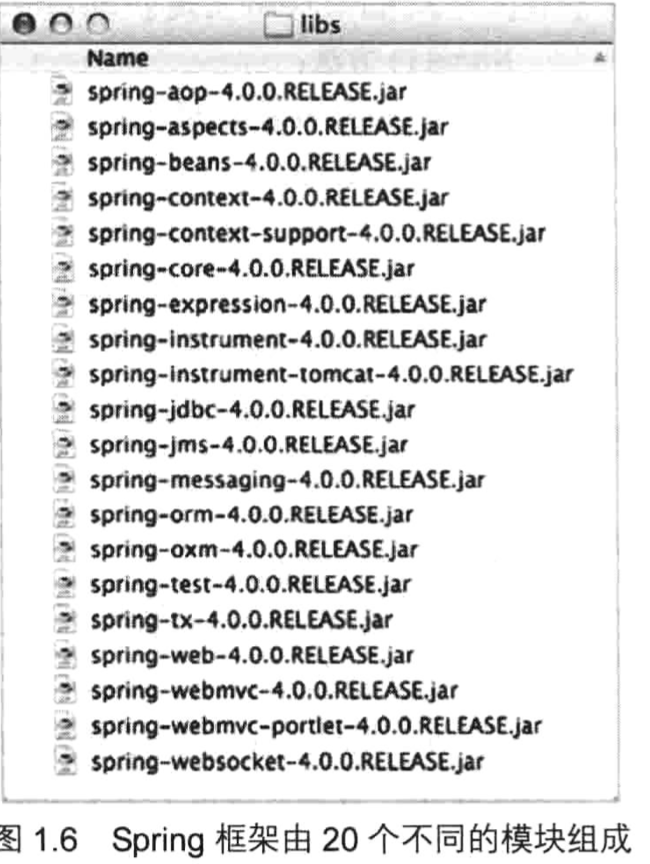 libs
Name
spring-aop-4.0.0.RELEASE.jar
spring-aspects-4.0.0.RELEASE.jar
spring-beans-4.0.0.RELEASE.jar
spring-context-4.0.0.RELEASE.jar
spring-context-support-4.0.0.RELEASE.jar
spring-core-4.0.0.RELEASE.jar
spring-expression-4.0.0.RELEASE.jar
spring-instrument-4.0.0.RELEASE.jar
spring-instrument-tomcat-4.0.0.RELEASE.jar
spring-jdbc-4.0.0.RELEASE.jar
spring-jms-4.0.0.RELEASE.jar
spring-messaging-4.0.0.RELEASE.jar
spring-orm-4.0.0.RELEASE.jar
spring-oxm-4.0.0.RELEASE.jar
spring-test-4.0.0.RELEASE.jar
spring-tx-4.0.0.RELEASE.jar
spring-web-4.0.0.RELEASE.jar
spring-webmvc-4.0.0.RELEASE.jar
spring-webmvc-portlet-4.0.0.RELEASE.jar
spring-websocket-4.0.0.RELEASE.jar
图 1.6 Spring 框架由 20 个不同的模块组成